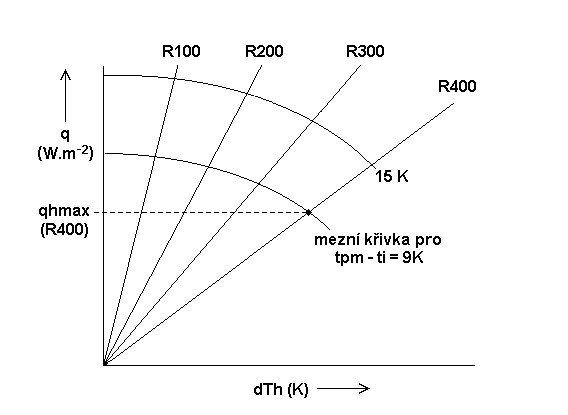 R100
R200
R300
R400
q
(W.m-2)
15 K
qhmax
(R400)
mezní křivka pro
tpm - ti = 9K
dTh (K)